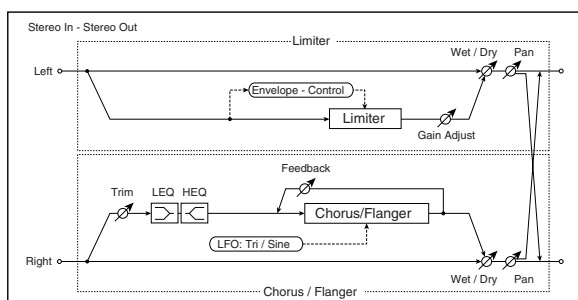 Stereo In - Stereo Out
Limiter
Left
Wet / Dry
Pan
Envelope - Control
Limiter
Gain Adjust
Feedback
Trim
LEQ
HEQ
Chorus/Flanger
LFO: Tri / Sine
Right
Wet / Dry
Pan
Chorus / Flanger